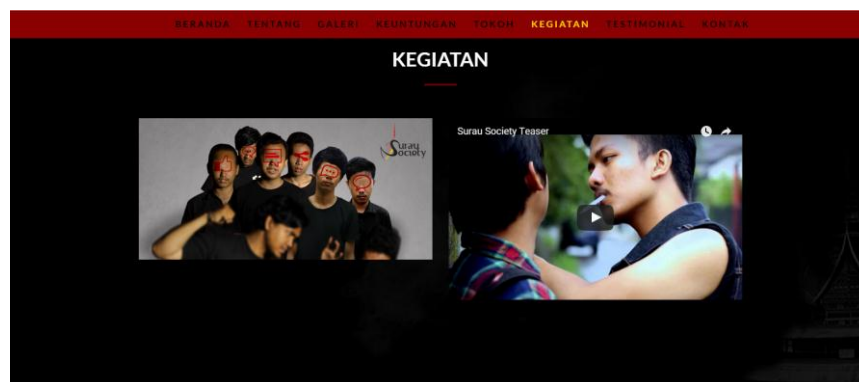 BERANDA TENTANG GALERI KEUNTUNGAN TOKOH KEGIATAN TESTIMONIAL KONTAK
KEGIATAN
Surau
Society
Surau Society Teaser